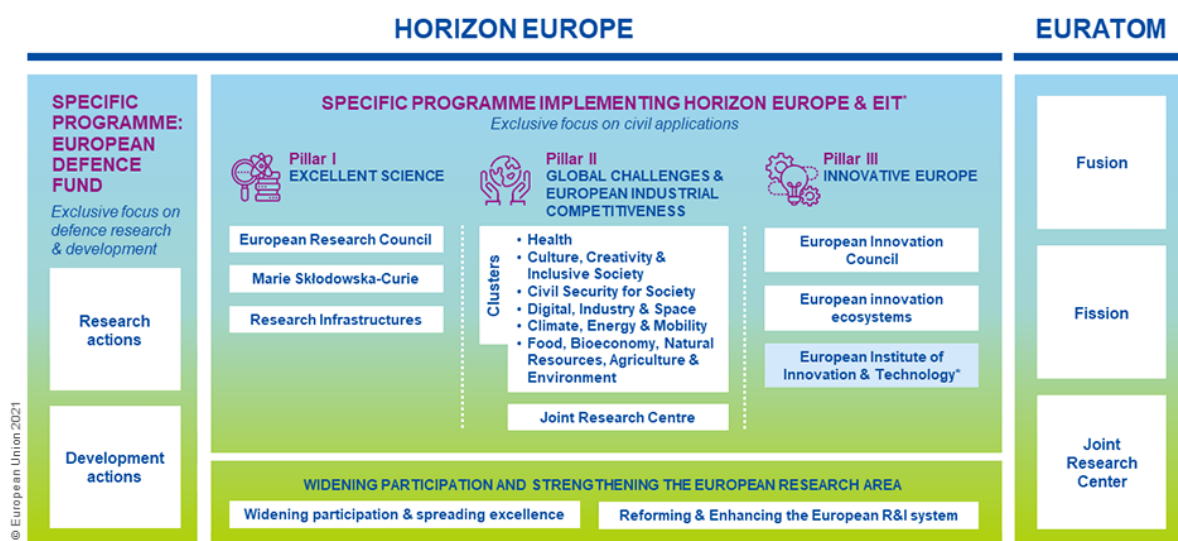 HORIZON EUROPE
EURATOM
SPECIFIC
PROGRAMME:
EUROPEAN
DEFENCE
FUND
Exclusive focus on
defence research
& development
Research
actions
Development
actions
SPECIFIC PROGRAMME IMPLEMENTING HORIZON EUROPE & EIT*
Exclusive focus on civil applications
Pillar I
EXCELLENT SCIENCE
European Research Council
Marie Skłodowska-Curie
Research Infrastructures
Pillar II
GLOBAL CHALLENGES &
EUROPEAN INDUSTRIAL
COMPETITIVENESS
Clusters
• Health
• Culture, Creativity &
Inclusive Society
• Civil Security for Society
• Digital, Industry & Space
• Climate, Energy & Mobility
• Food, Bioeconomy, Natural
Resources, Agriculture &
Environment
Joint Research Centre
Pillar III
INNOVATIVE EUROPE
European Innovation
Council
European innovation
ecosystems
European Institute of
Innovation & Technology*
WIDENING PARTICIPATION AND STRENGTHENING THE EUROPEAN RESEARCH AREA
Widening participation & spreading excellence
Reforming & Enhancing the European R&I system
Fusion
Fission
Joint
Research
Center
© European Union 2021